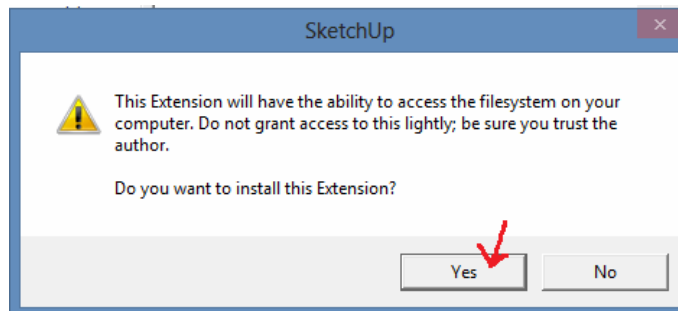 SketchUp
This Extension will have the ability to access the filesystem on your
computer. Do not grant access to this lightly; be sure you trust the
author.
Do you want to install this Extension?
Yes
No